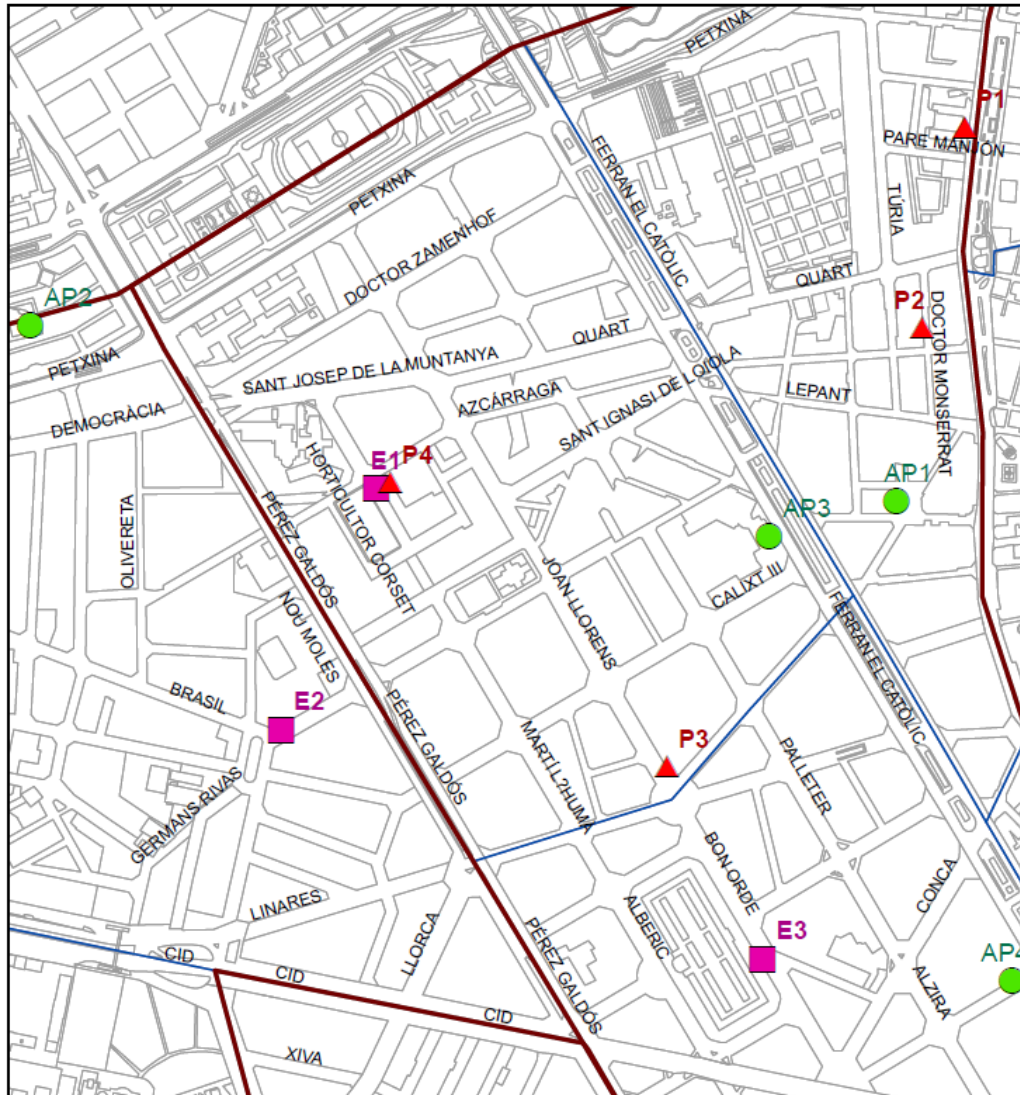 PETXINA
P1
PARE MANJÓN
FERRAN EL CATÒLIC
PETXINA
TÚRIA
DOCTOR ZAMENHOF
QUART
AP2
P2
DOCTOR MONSERRAT
QUART
PETXINA
SANT JOSEP DE LA MUNTANYA
SANT IGNASI DE LOIOLA
LEPANT
AZCÁRRAGA
DEMOCRÀCIA
HORTICULTOR CORSET
E1
P4
AP1
AP3
OLIVERETA
PÉREZ GALDÓS
JOAN LLORENS
CALIXT III
NOU MOLES
FERRAN EL CATÒLIC
BRASIL
E2
PÉREZ GALDÓS
MARTÍ L?HUMA
P3
PALLETER
GERMANS RIVAS
BON ORDE
LINARES
LLORCA
ALBERIC
CONCA
PÉREZ GALDÓS
E3
CID
CID
AP4
ALZIRA
CID
XIVA